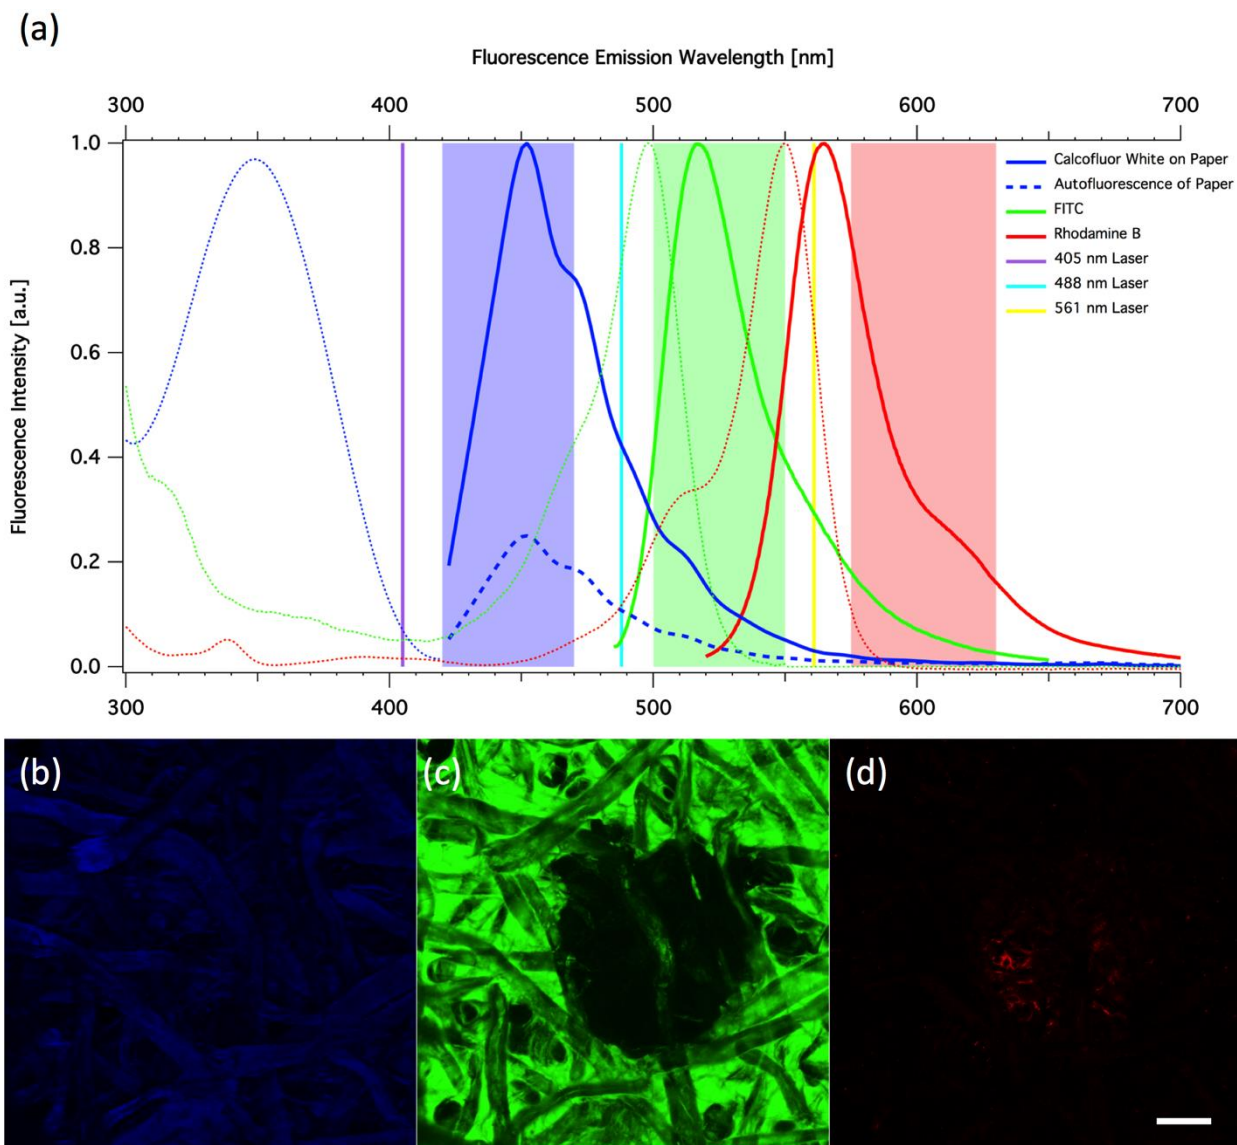 (a)
Fluorescence Emission Wavelength [nm]
300 400 500 600 700
1.0
0.8
0.6
0.4
0.2
0.0
Fluorescence Intensity [a.u.]
Calcofluor White on Paper
Autofluorescence of Paper
FITC
Rhodamine B
405 nm Laser
488 nm Laser
561 nm Laser
300 400 500 600 700
(b) (c) (d)